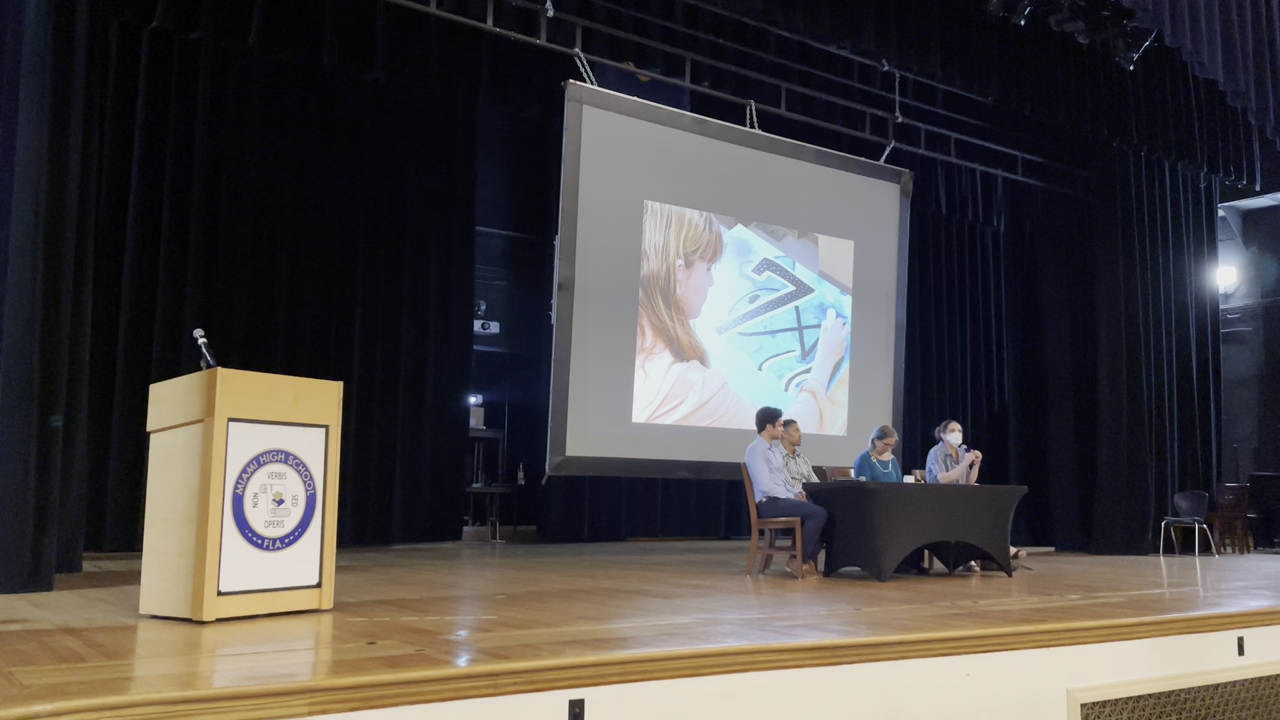 MIAMI HIGH SCHOOL
VERBIS
NON
SED
OPERIS
FLA.